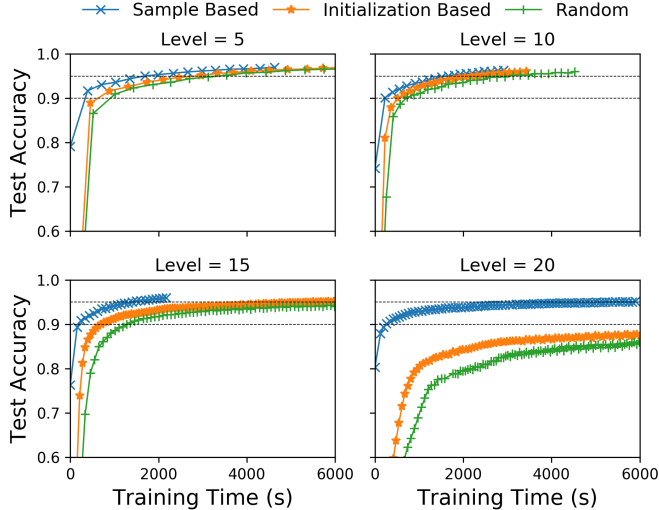 Sample Based Initialization Based Random
Level = 5
Level = 10
Test Accuracy
1.0
0.9
0.8
0.7
0.6
Level = 15
Level = 20
Test Accuracy
1.0
0.9
0.8
0.7
0.6
0 2000 4000 6000
0 2000 4000 6000
Training Time (s)
Training Time (s)